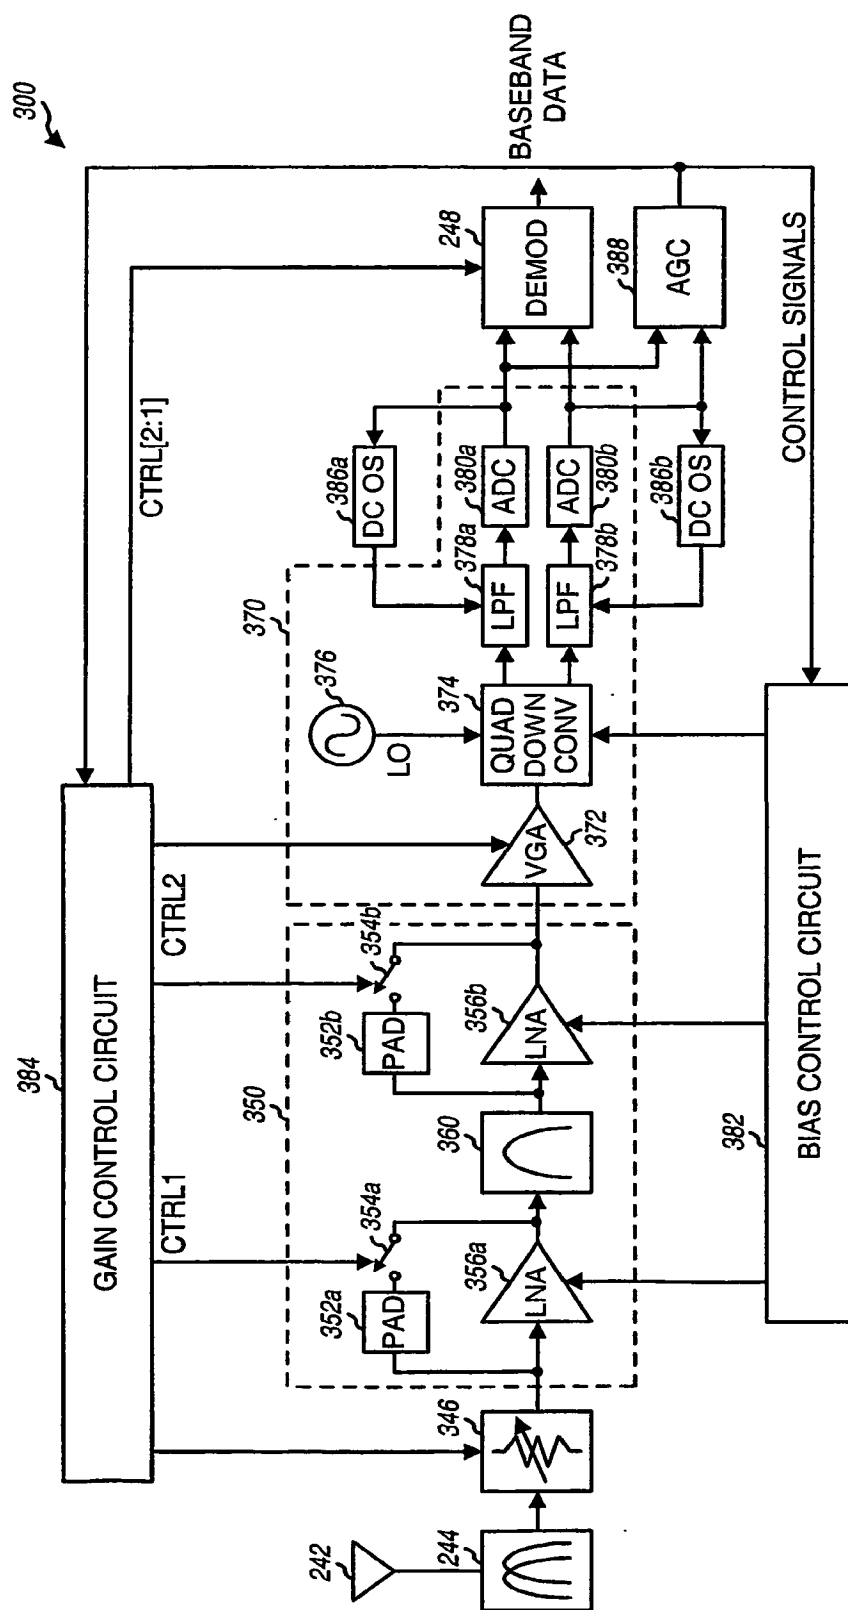 300
384
GAIN CONTROL CIRCUIT
CTRL1
CTRL2
CTRL[2:1]
350
370
242
244
346
352a
PAD
354a
356a
LNA
360
352b
PAD
354b
356b
LNA
VGA
372
376
LO
374
QUAD
DOWN
CONV
386a
DC OS
378a
LPF
380a
ADC
LPF
378b
ADC
380b
386b
DC OS
248
DEMOD
BASEBAND
DATA
388
AGC
CONTROL SIGNALS
382
BIAS CONTROL CIRCUIT